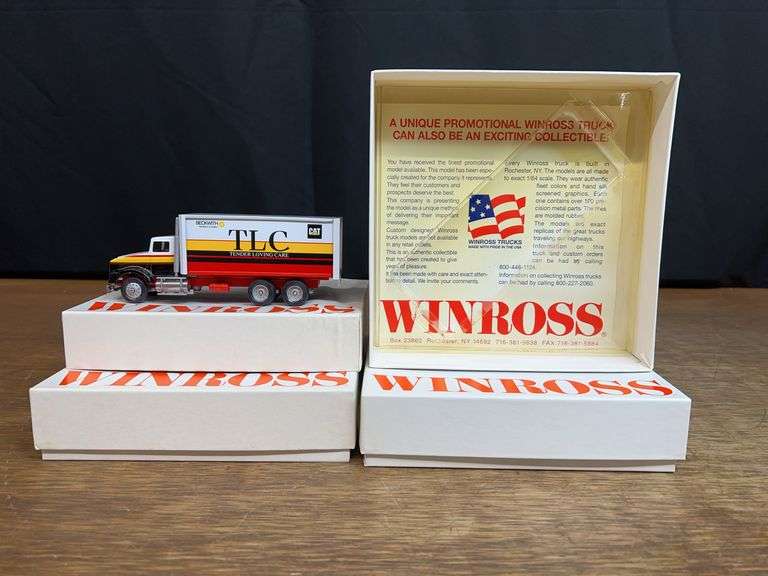 BECKWITH
CAT
TLC
TENDER LOVING CARE
A UNIQUE PROMOTIONAL WINROSS TRUCK
CAN ALSO BE AN EXCITING COLLECTIBLE!
You have received the finest promotional
model available. This model has been espe-
cially created for the company it represents.
They feel their customers and
prospects deserve the best.
This company is presenting
the model as a unique method
of delivering their important
message.
Custom designed Winross
truck models are not available
in any retail outlets.
This is an authentic collectible
that has been created to give
years of pleasure.
It has been made with care and exact atten-
tion to detail. We invite your comments.
Every Winross truck is built in
Rochester, NY. The models are all made
to exact 1/64 scale. They wear authentic
fleet colors and hand silk
screened graphics. Each
one contains over 100 pre-
cision metal parts. The tires
are molded rubber.
The models are exact
replicas of the great trucks
traveling our highways.
Information on this
truck and custom orders
can be had by calling
800-446-1124.
Information on collecting Winross trucks
can be had by calling 800-227-2060.
WINROSS TRUCKS
MADE WITH PRIDE IN THE USA
WINROSS®
Box 23860 Rochester, NY 14692 716-381-5638 FAX 716-381-5884
WINROSS
WINROSS
WINROSS